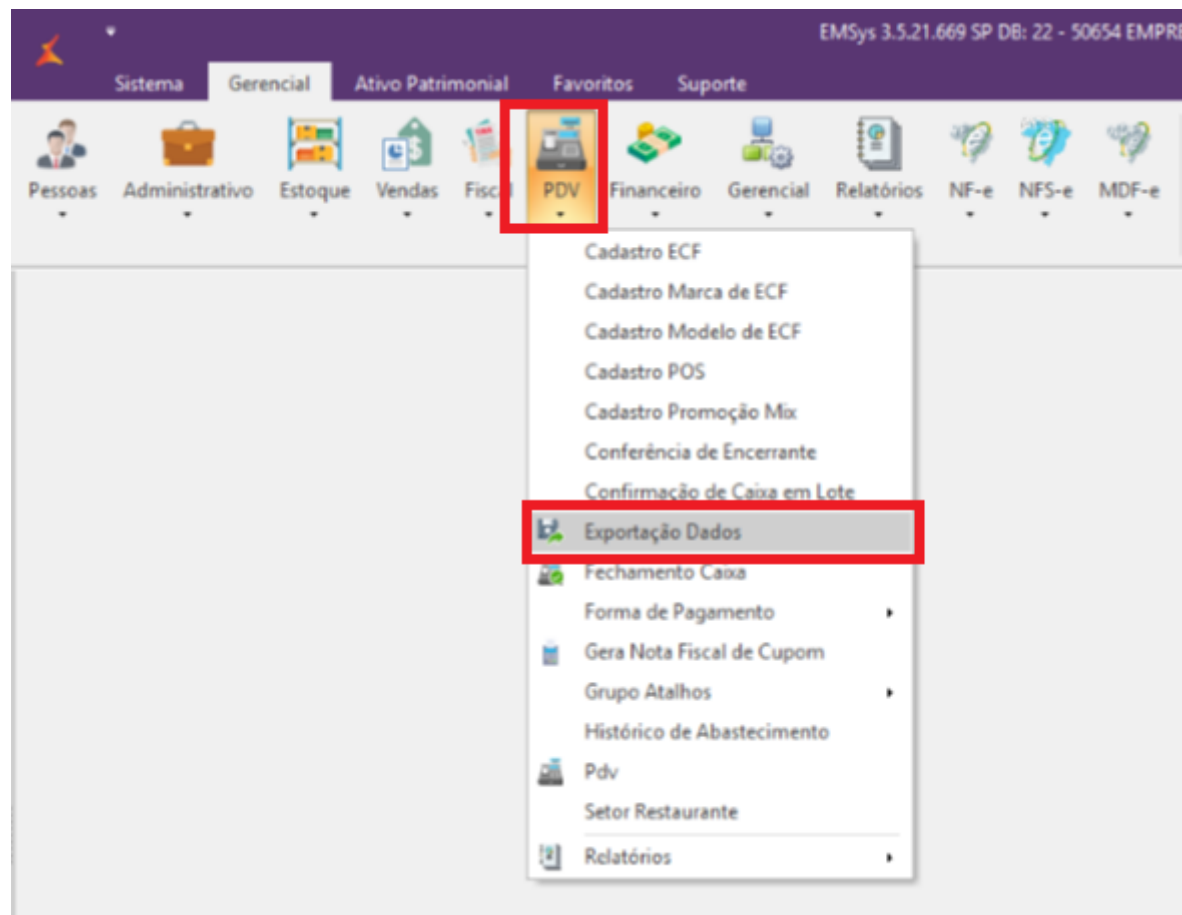 EMSys 3.5.21.669 SP DB: 22 - 50654 EMPRE
Sistema Gerencial Ativo Patrimonial Favoritos Suporte
Pessoas Administrativo Estoque Vendas Fiscal PDV Financeiro Gerencial Relatórios NF-e NFS-e MDF-e
Cadastro ECF
Cadastro Marca de ECF
Cadastro Modelo de ECF
Cadastro POS
Cadastro Promoção Mix
Conferência de Encerrante
Confirmação de Caixa em Lote
Exportação Dados
Fechamento Caixa
Forma de Pagamento
Gera Nota Fiscal de Cupom
Grupo Atalhos
Histórico de Abastecimento
Pdv
Setor Restaurante
Relatórios